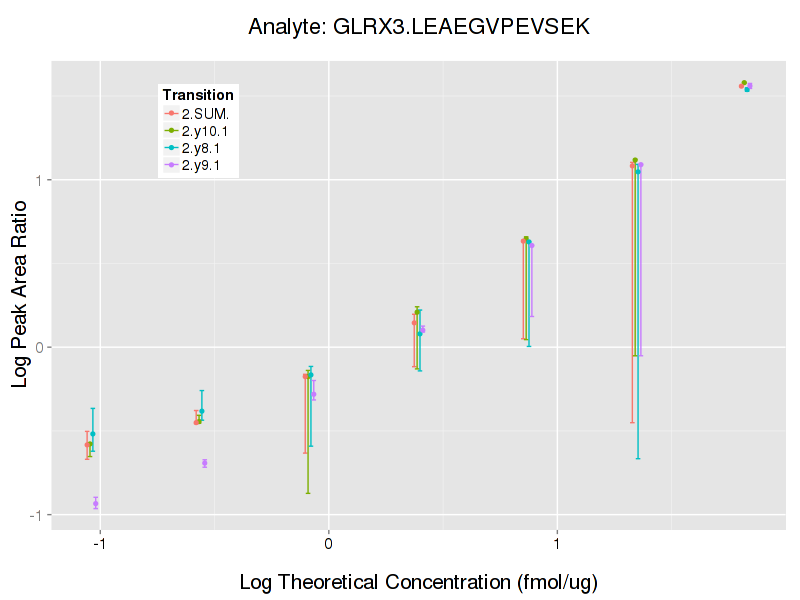 Analyte: GLRX3.LEAEGVPEVSEK
Transition
2.SUM.
2.y10.1
2.y8.1
2.y9.1
Log Peak Area Ratio
1
0
-1
-1
0
1
Log Theoretical Concentration (fmol/ug)